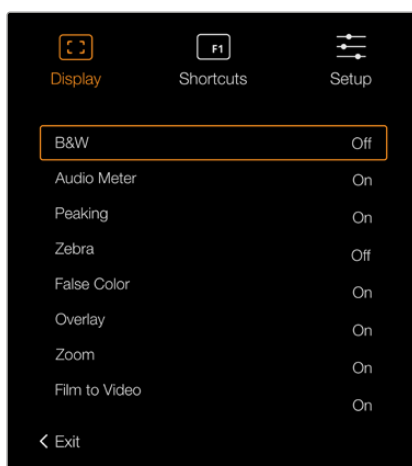 F1
Display Shortcuts Setup
B&W Off
Audio Meter On
Peaking On
Zebra Off
False Color On
Overlay On
Zoom On
Film to Video On
Exit